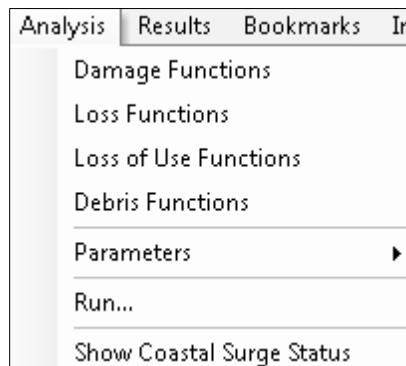 Analysis Results Bookmarks
Damage Functions
Loss Functions
Loss of Use Functions
Debris Functions
Parameters
Run...
Show Coastal Surge Status